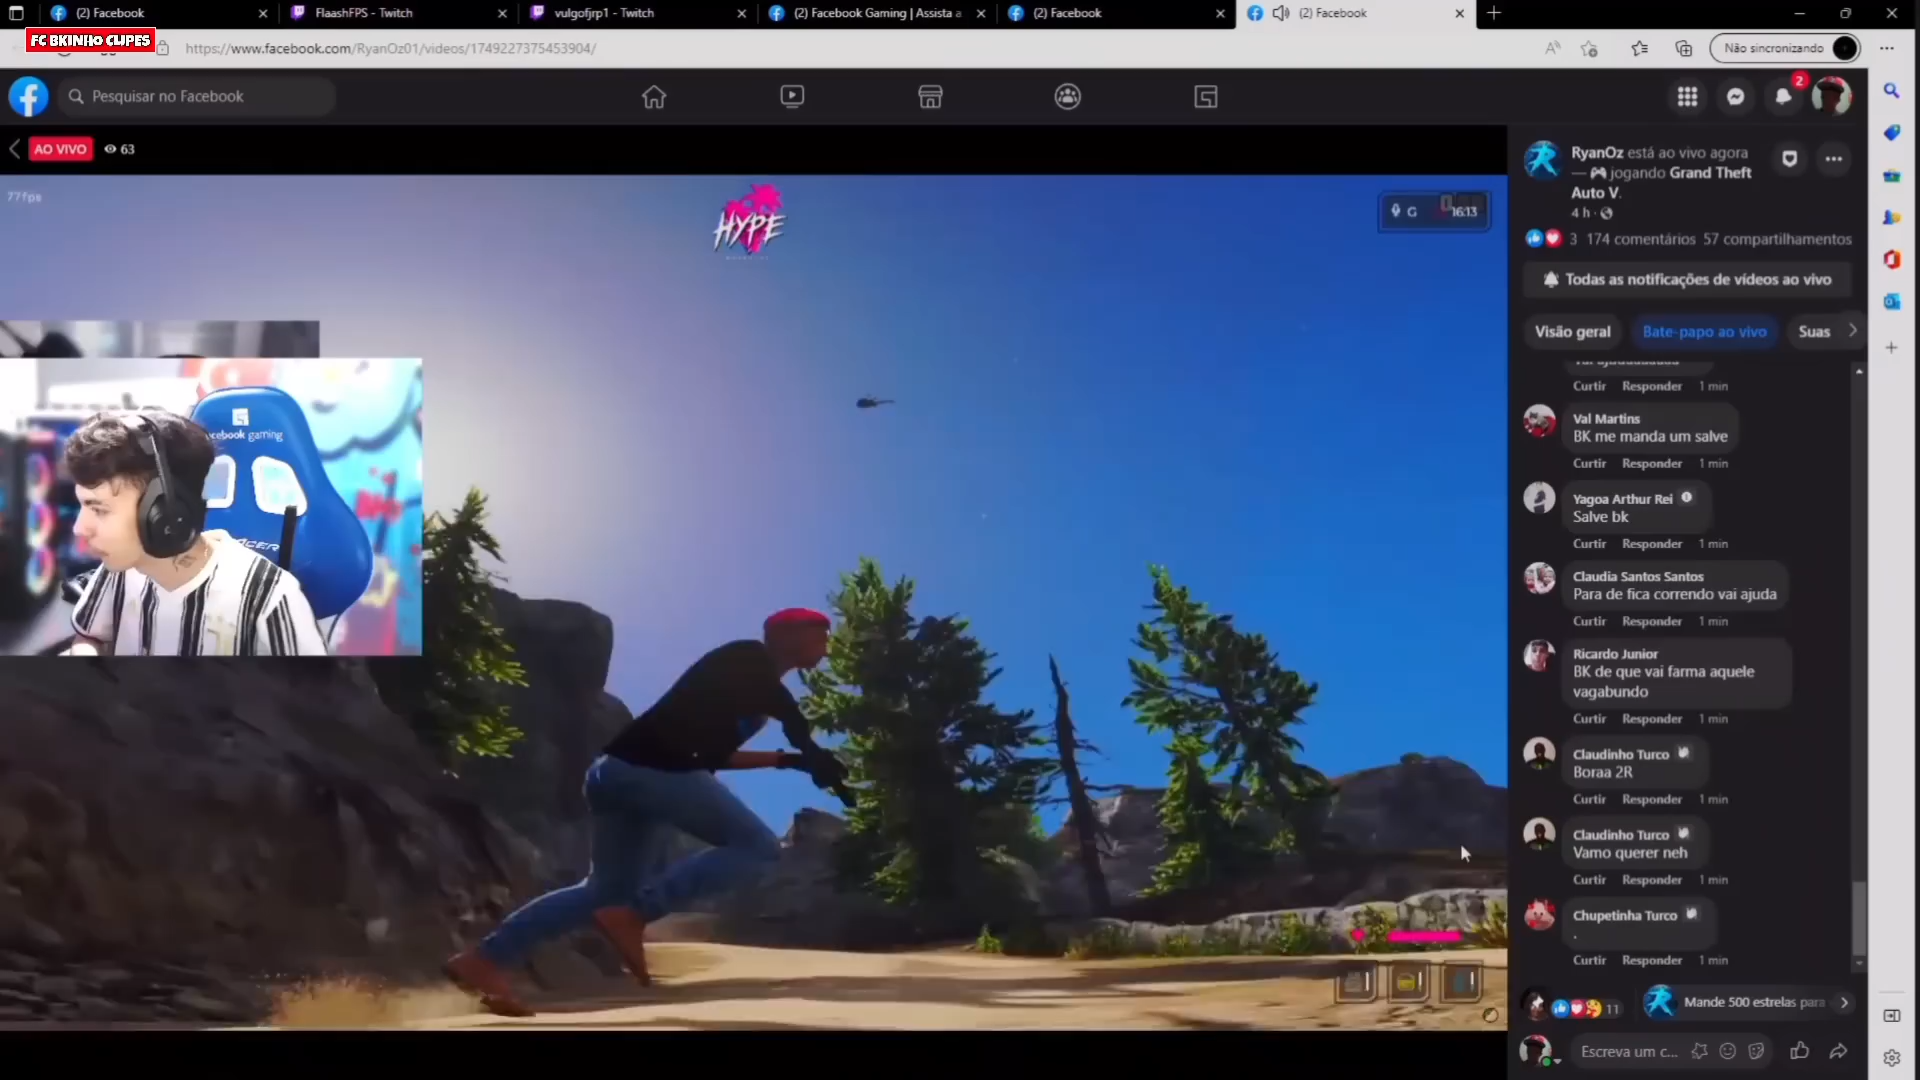 (2) Facebook
FlaashFPS - Twitch
vulgofjrp1 - Twitch
(2) Facebook Gaming | Assista a
(2) Facebook
(2) Facebook
FC BKINHO CLIPES
https://www.facebook.com/RyanOz01/videos/1749227375453904/
Não sincronizando
Pesquisar no Facebook
2
AO VIVO
63
77fps
HYPE
G
16:13
RyanOz está ao vivo agora
— jogando Grand Theft
Auto V.
4 h
3 174 comentários 57 compartilhamentos
Todas as notificações de vídeos ao vivo
Visão geral
Bate-papo ao vivo
Suas
Curtir Responder 1 min
Val Martins
BK me manda um salve
Curtir Responder 1 min
Yagoa Arthur Rei
Salve bk
Curtir Responder 1 min
Claudia Santos Santos
Para de fica correndo vai ajuda
Curtir Responder 1 min
Ricardo Junior
BK de que vai farma aquele
vagabundo
Curtir Responder 1 min
Claudinho Turco
Boraa 2R
Curtir Responder 1 min
Claudinho Turco
Vamo querer neh
Curtir Responder 1 min
Chupetinha Turco
.
Curtir Responder 1 min
11
Mande 500 estrelas para
Escreva um c...
cebook gaming
ACER